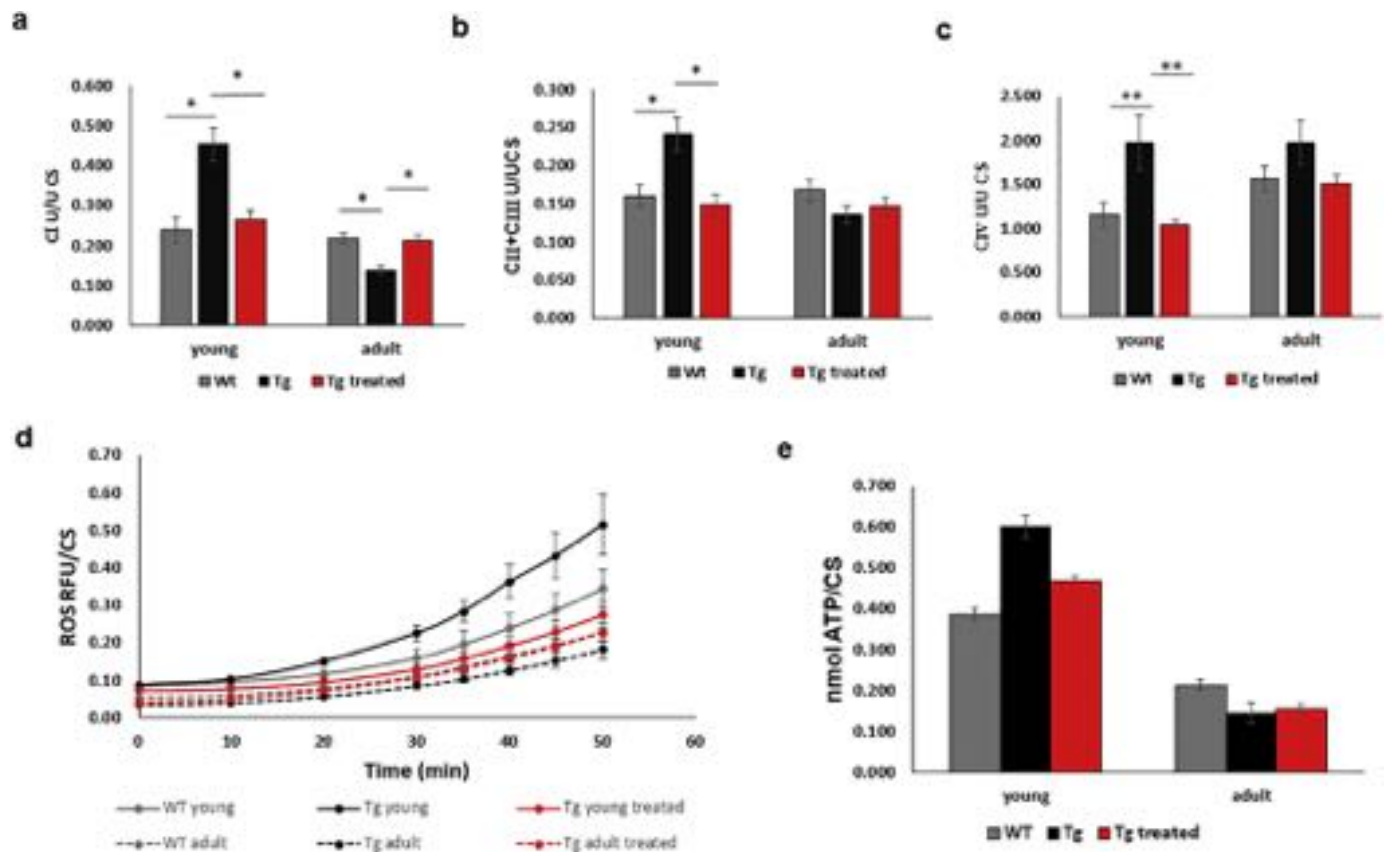 a
CI U/U CS
0.600
0.500
0.400
0.300
0.200
0.100
0.000
*
*
*
*
young
adult
Wt
Tg
Tg treated
b
CII+CIII U/UCS
0.300
0.250
0.200
0.150
0.100
0.050
0.000
*
*
young
adult
Wt
Tg
Tg treated
c
CIV U/U CS
2.500
2.000
1.500
1.000
0.500
0.000
**
**
young
adult
Wt
Tg
Tg treated
d
ROS RFU/CS
0.70
0.60
0.50
0.40
0.30
0.20
0.10
0.00
0
10
20
30
40
50
60
Time (min)
WT young
Tg young
Tg young treated
WT adult
Tg adult
Tg adult treated
e
nmol ATP/CS
0.700
0.600
0.500
0.400
0.300
0.200
0.100
0.000
young
adult
WT
Tg
Tg treated